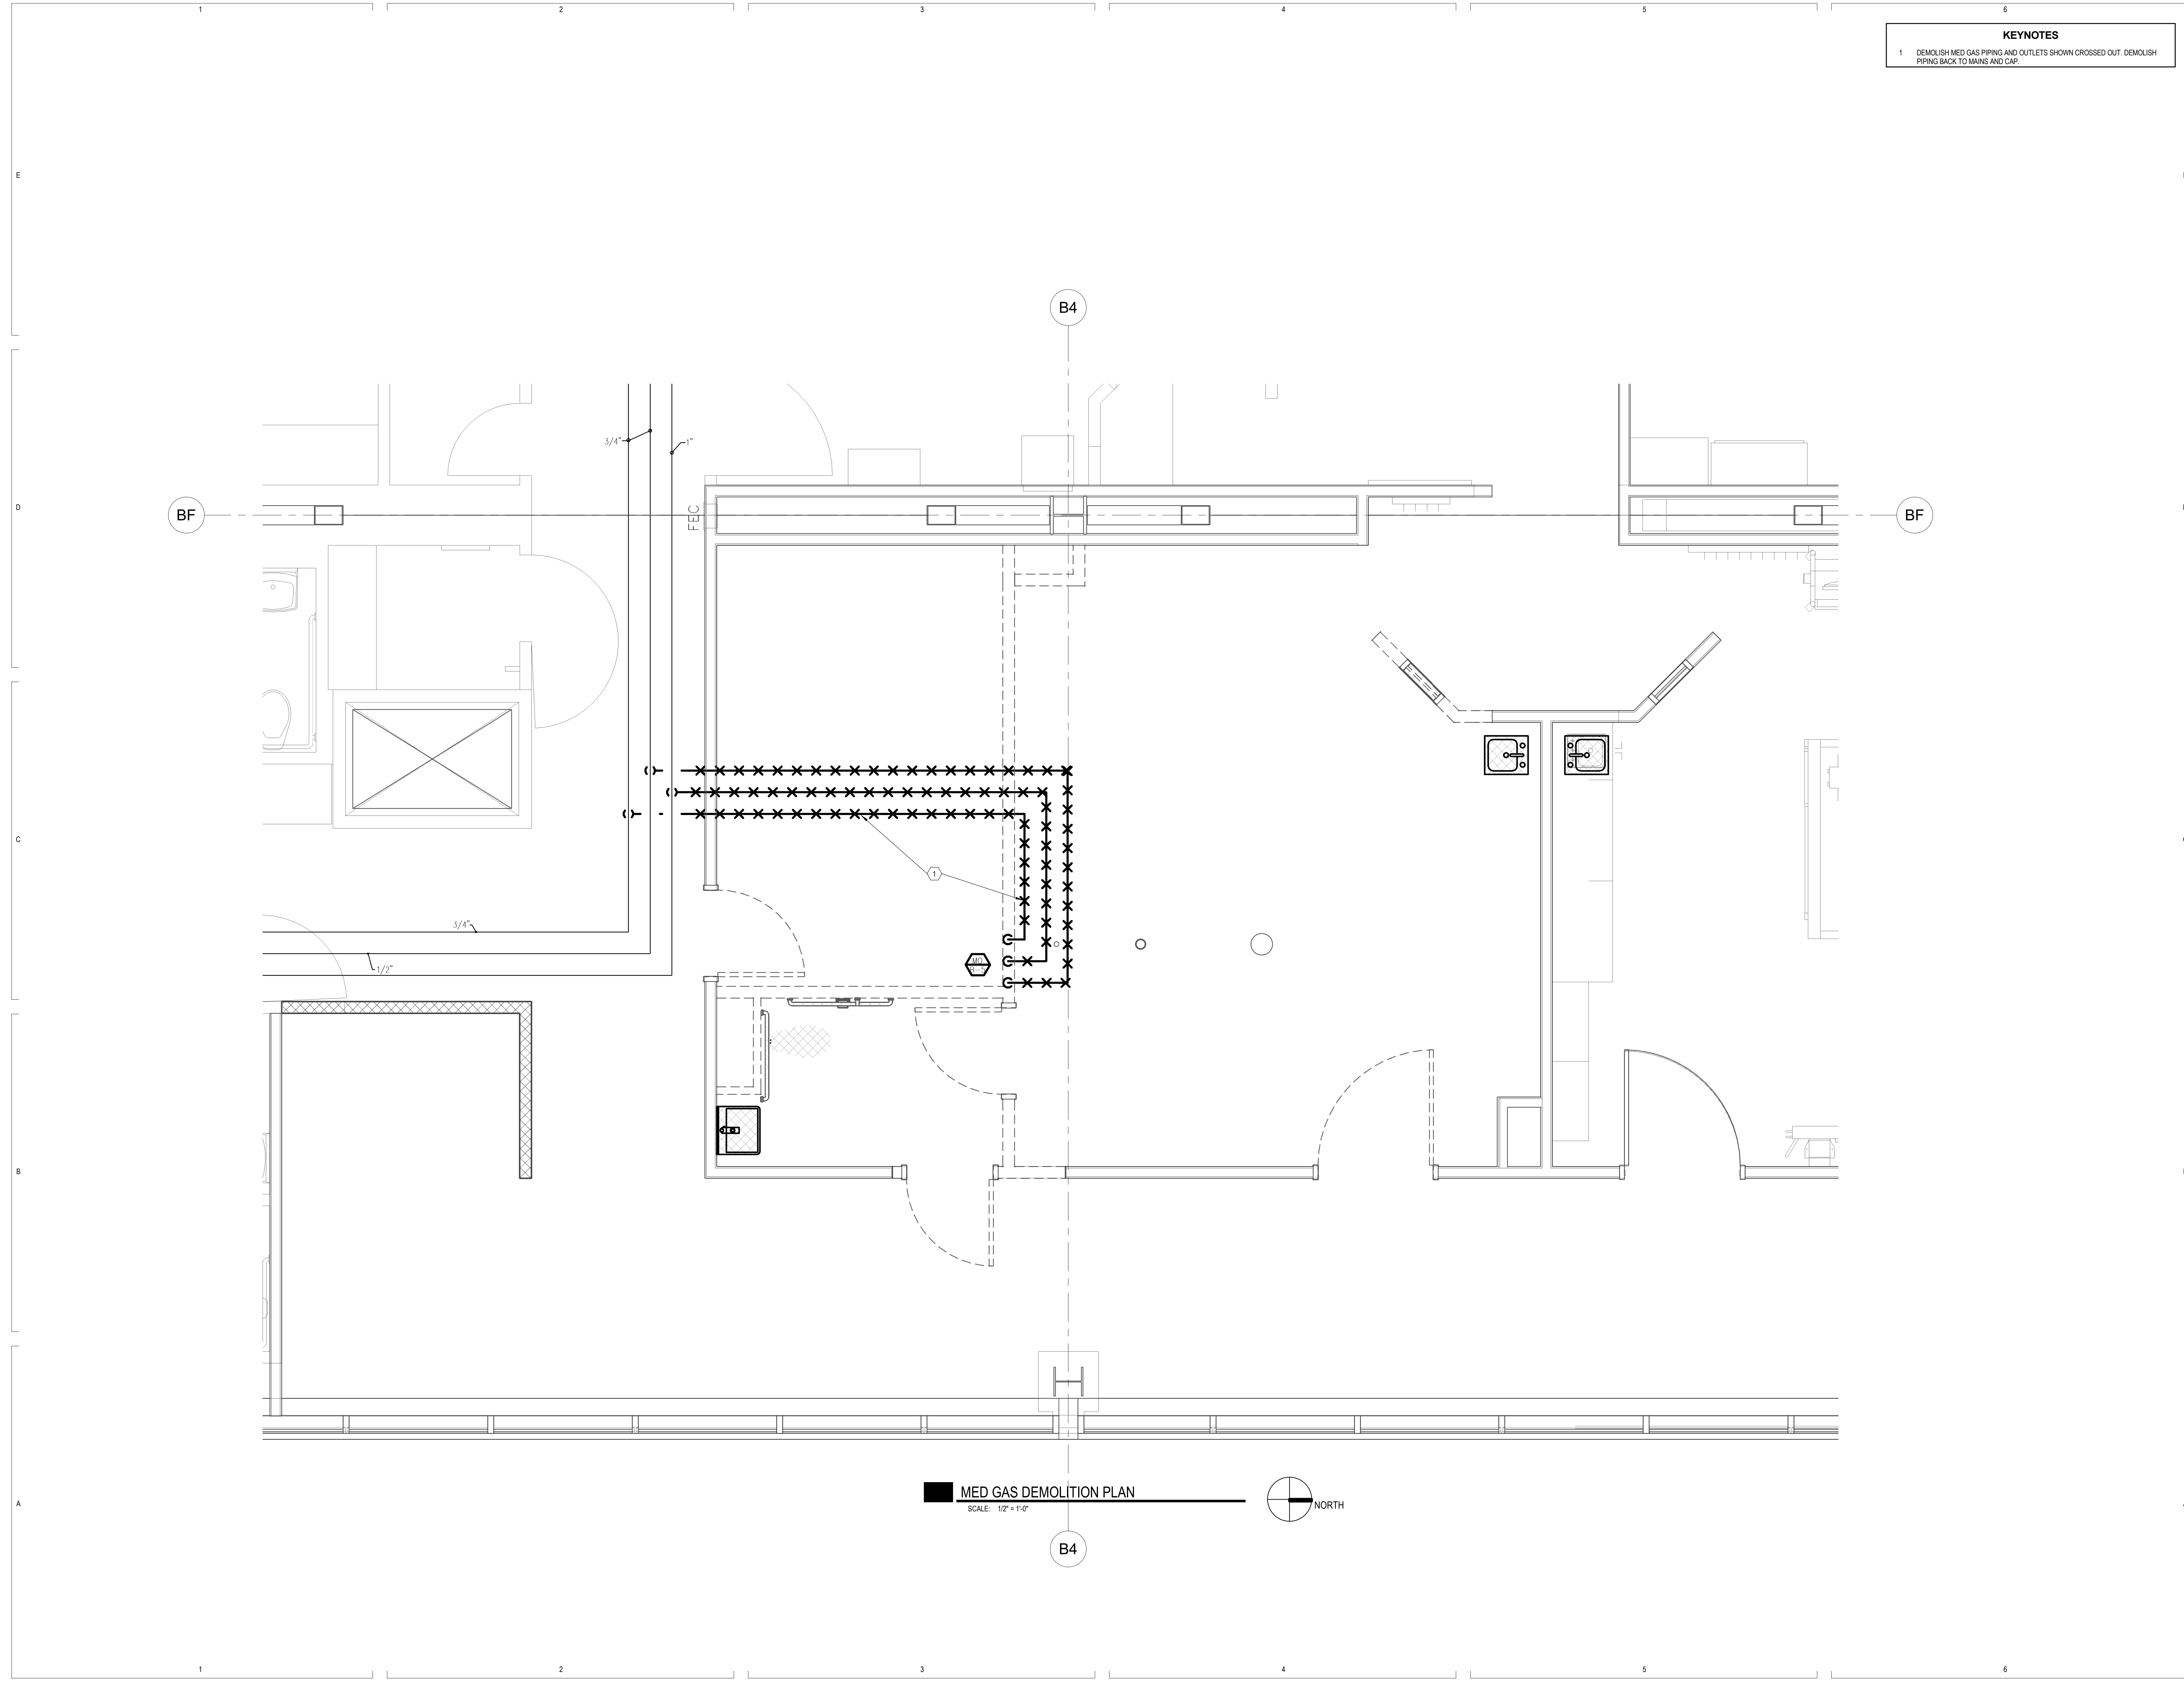 1 2 3 4 5 6
KEYNOTES
1 DEMOLISH MED GAS PIPING AND OUTLETS SHOWN CROSSED OUT. DEMOLISH
PIPING BACK TO MAINS AND CAP.
E
B4
3/4"
1"
D
BF
FEC
BF
C
1
3/4"
1/2"
MO
B
A
MED GAS DEMOLITION PLAN
SCALE: 1/2" = 1'-0"
NORTH
B4
1 2 3 4 5 6